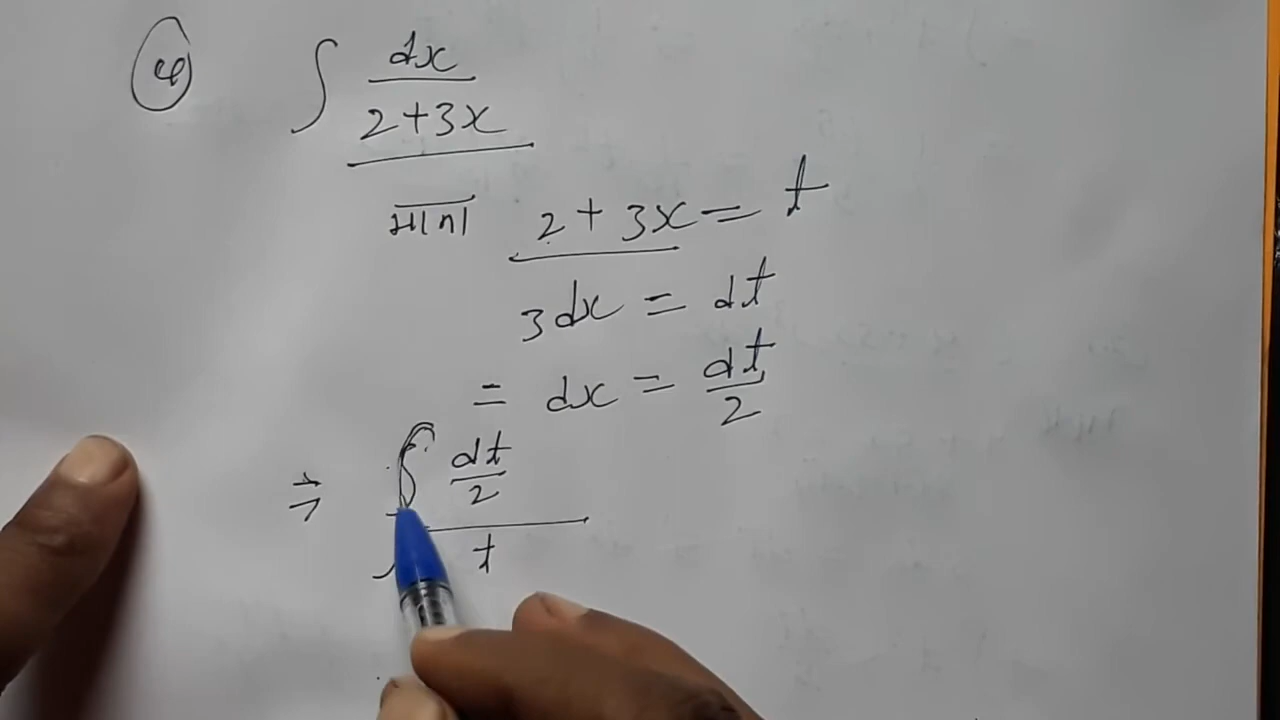 4
∫ dx / 2+3x
माना 2 + 3x = t
3dx = dt
= dx = dt/2
⇒ ∫ dt/2 / t